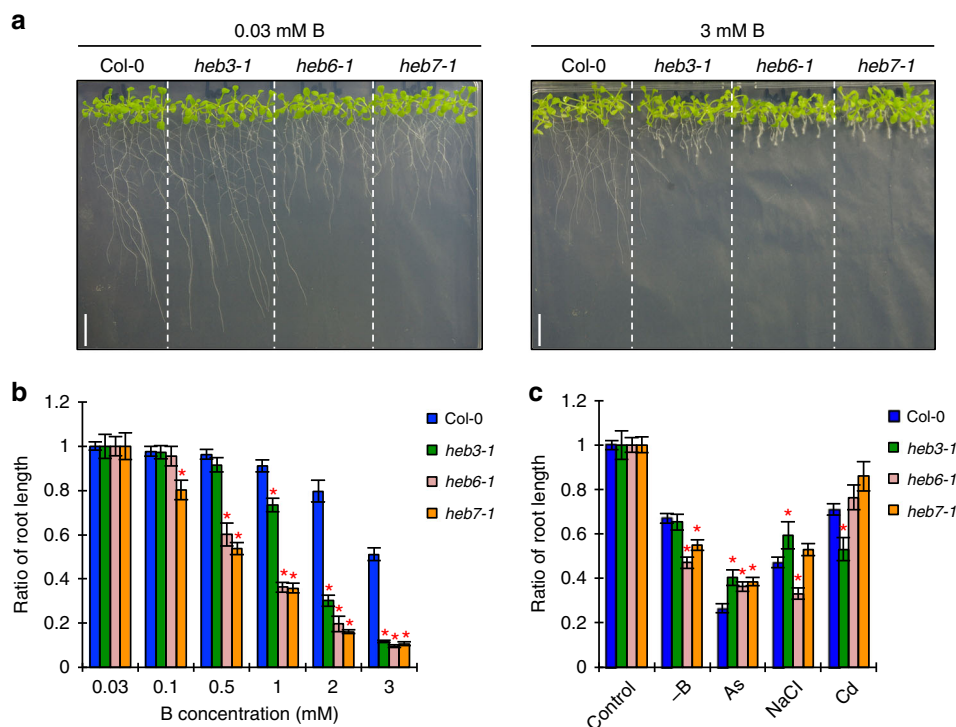 a
0.03 mM B
3 mM B
Col-0 heb3-1 heb6-1 heb7-1
Col-0 heb3-1 heb6-1 heb7-1
b
Ratio of root length
1.2
1
0.8
0.6
0.4
0.2
0
0.03 0.1 0.5 1 2 3
B concentration (mM)
Col-0
heb3-1
heb6-1
heb7-1
* * * * * * * * * * * *
c
Ratio of root length
1.2
1
0.8
0.6
0.4
0.2
0
Control –B As NaCl Cd
Col-0
heb3-1
heb6-1
heb7-1
* * * * * * * *